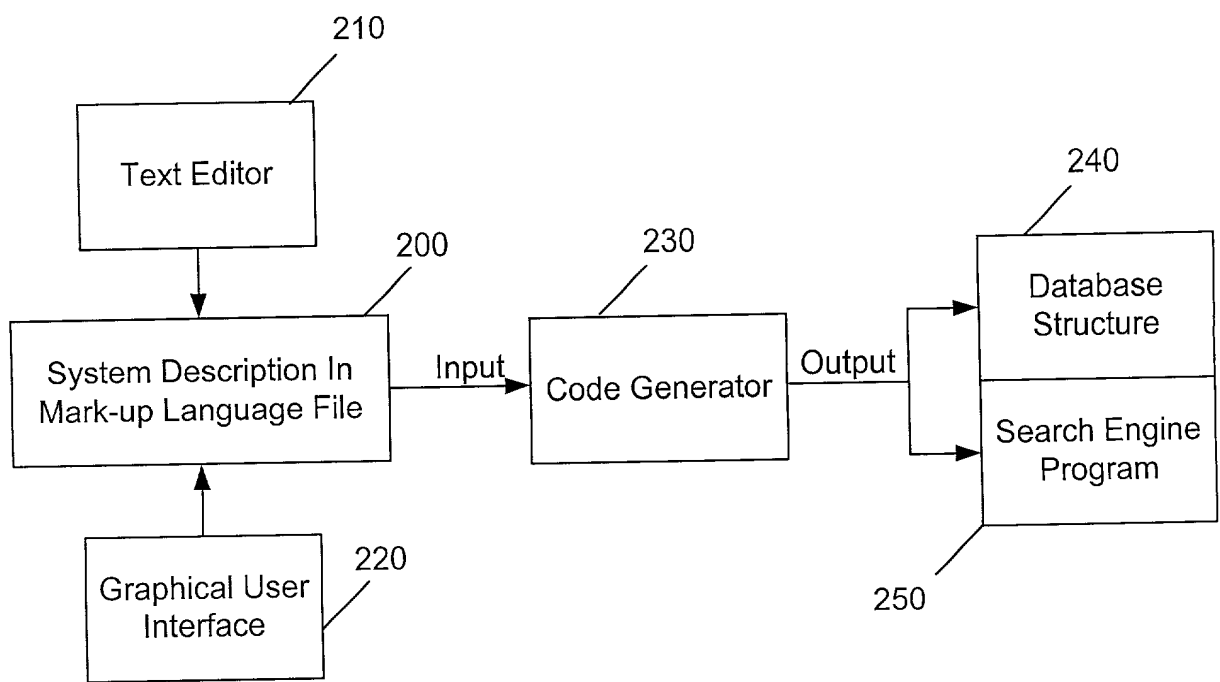 210
Text Editor
240
200
230
Database
Structure
System Description In
Mark-up Language File
Input
Code Generator
Output
Search Engine
Program
Graphical User
Interface
220
250